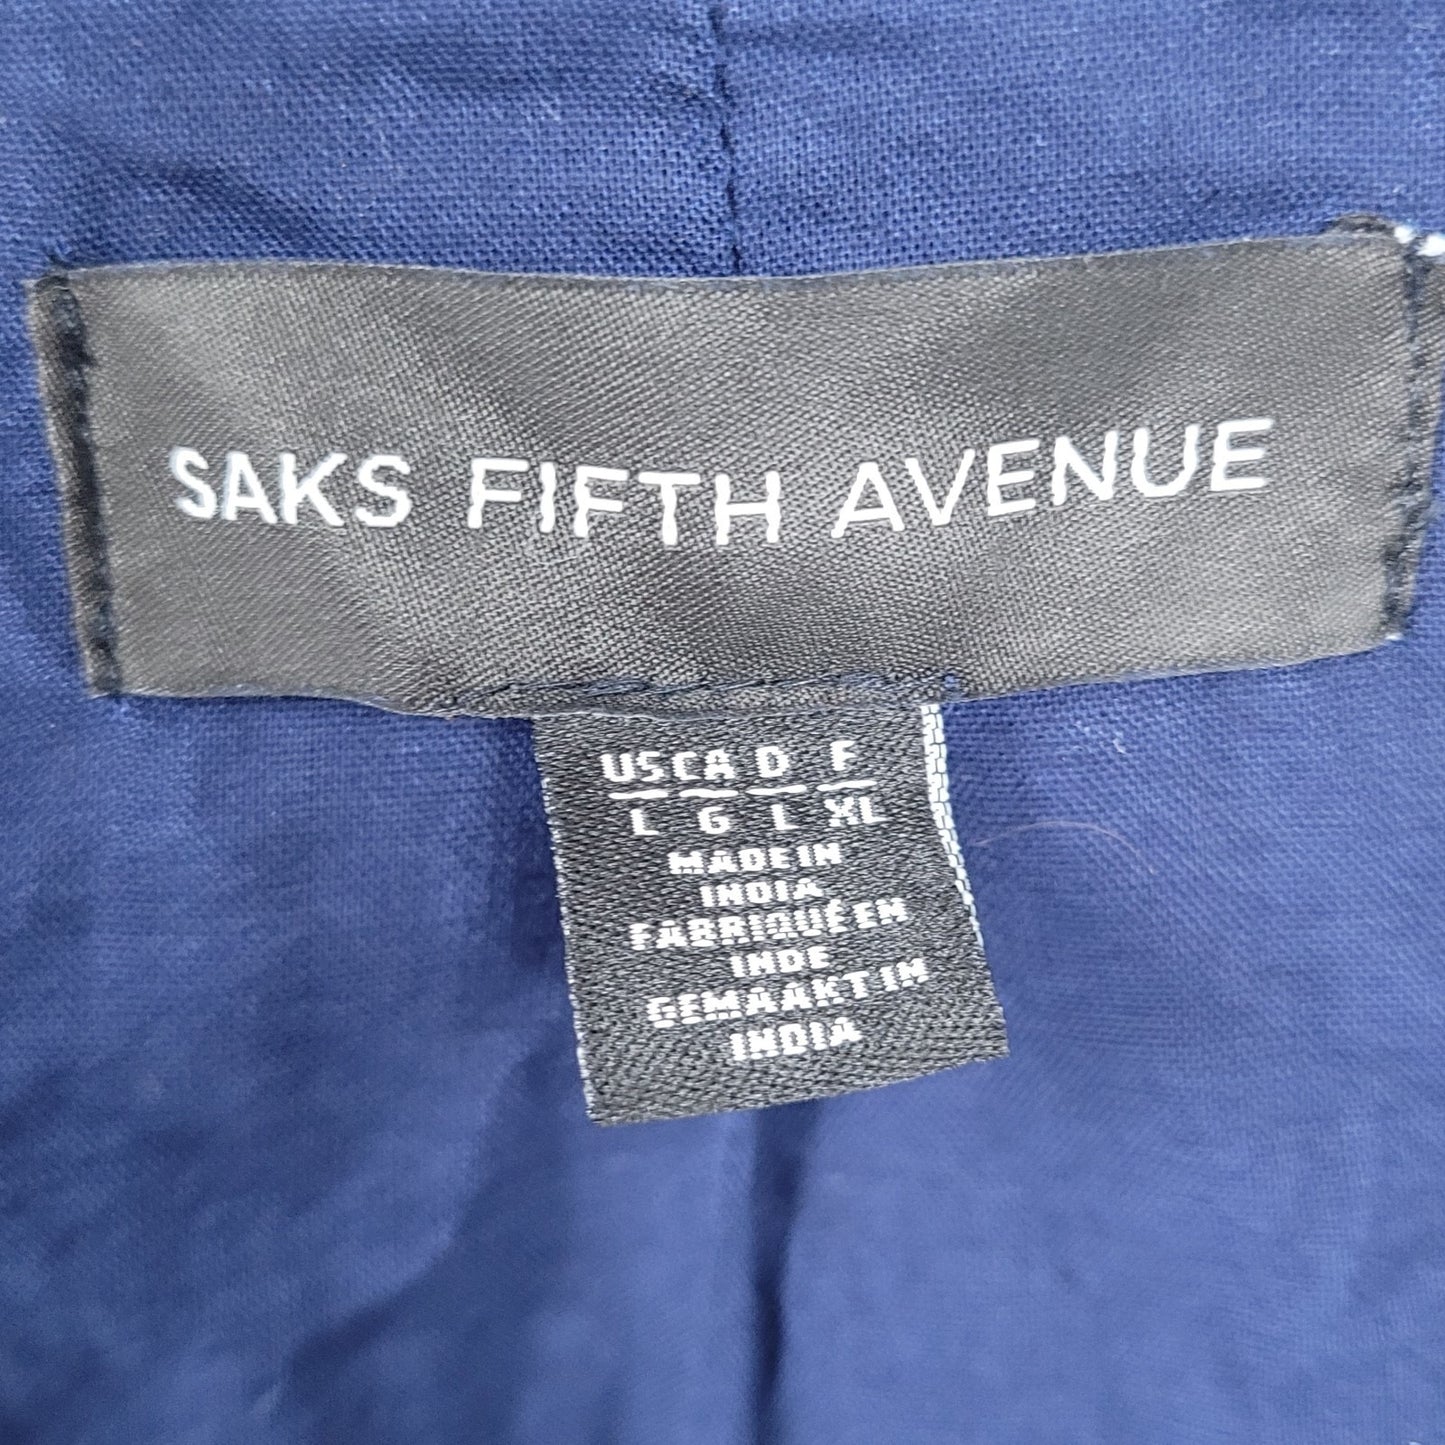 SAKS FIFTH AVENUE
US CA D F
L G L XL
MADE IN
INDIA
FABRIQUÉ EN
INDE
GEMAAKT IN
INDIA